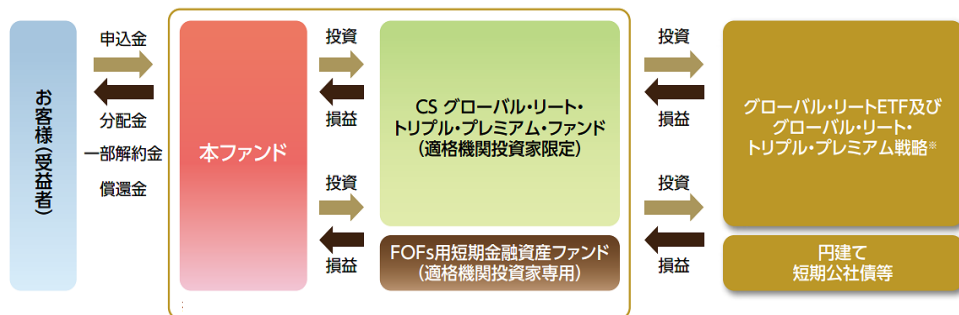 お客様(受益者)
申込金
分配金
一部解約金
償還金
本ファンド
投資
損益
投資
損益
CS グローバル・リート・
トリプル・プレミアム・ファンド
(適格機関投資家限定)
FOFs用短期金融資産ファンド
(適格機関投資家専用)
投資
損益
投資
損益
グローバル・リートETF及び
グローバル・リート・
トリプル・プレミアム戦略※
円建て
短期公社債等